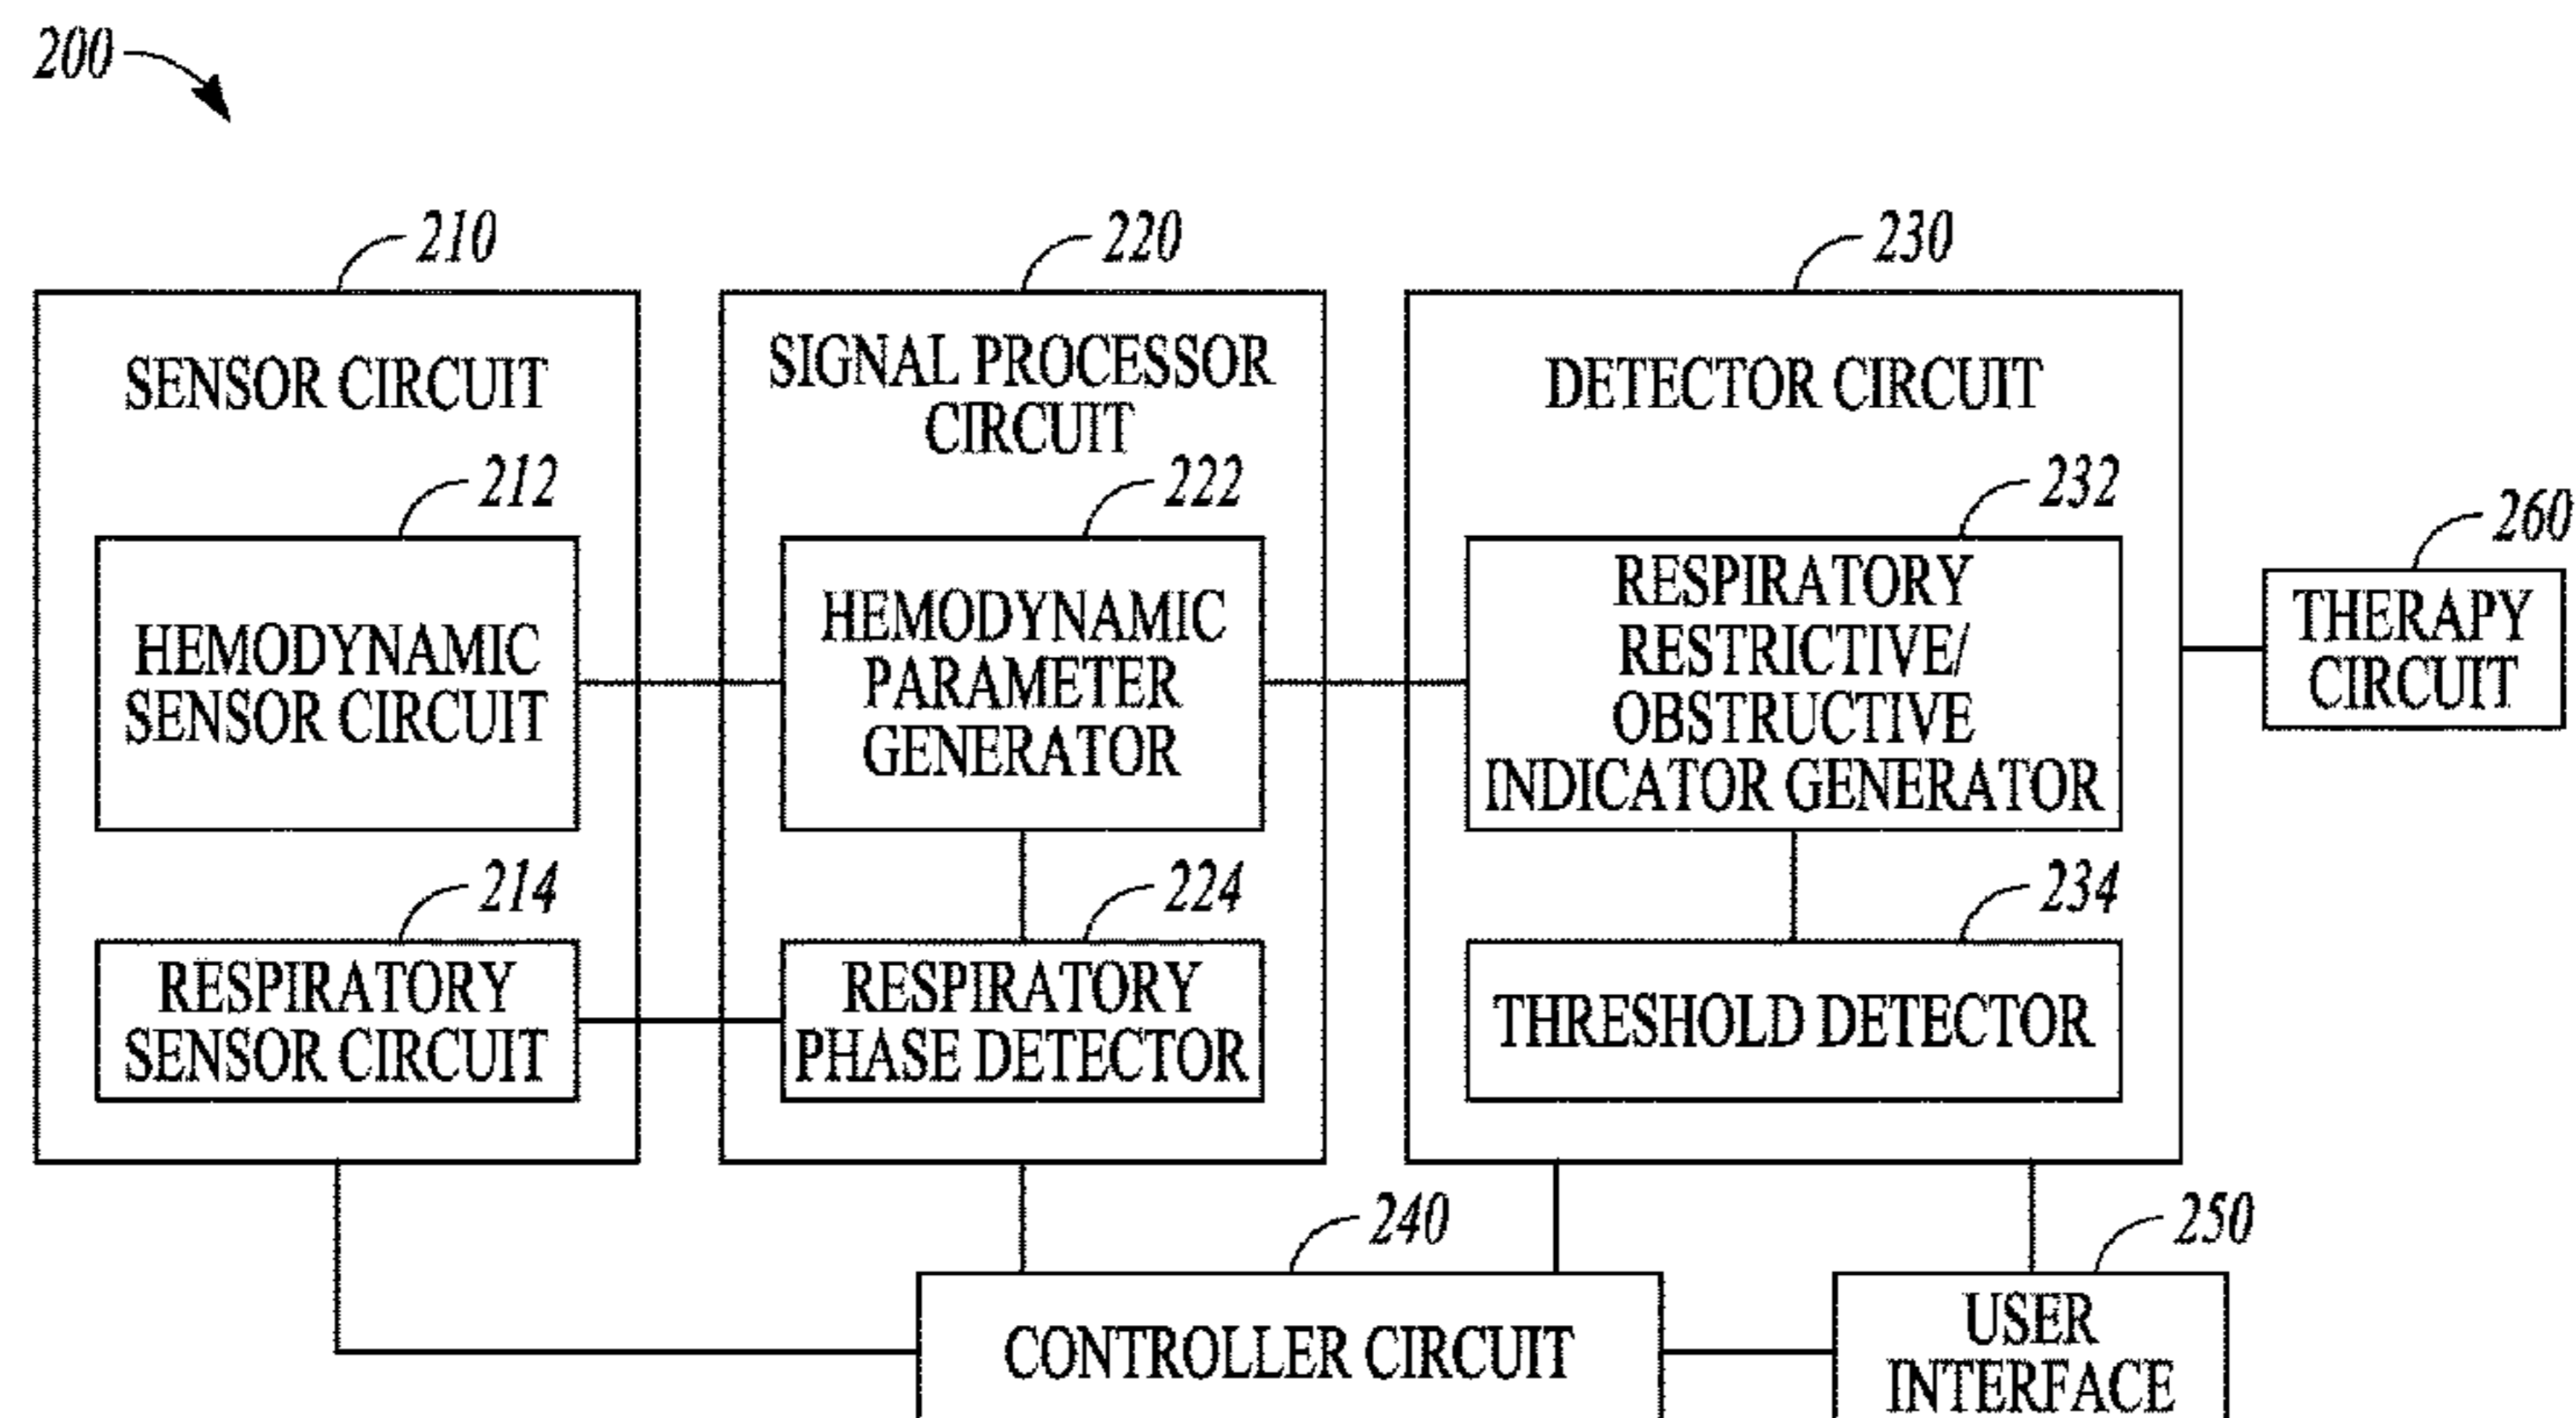 200
210
220
230
SENSOR CIRCUIT
SIGNAL PROCESSOR
CIRCUIT
DETECTOR CIRCUIT
212
222
232
260
HEMODYNAMIC
SENSOR CIRCUIT
HEMODYNAMIC
PARAMETER
GENERATOR
RESPIRATORY
RESTRICTIVE/
OBSTRUCTIVE
INDICATOR GENERATOR
THERAPY
CIRCUIT
214
224
234
RESPIRATORY
SENSOR CIRCUIT
RESPIRATORY
PHASE DETECTOR
THRESHOLD DETECTOR
240
250
CONTROLLER CIRCUIT
USER
INTERFACE